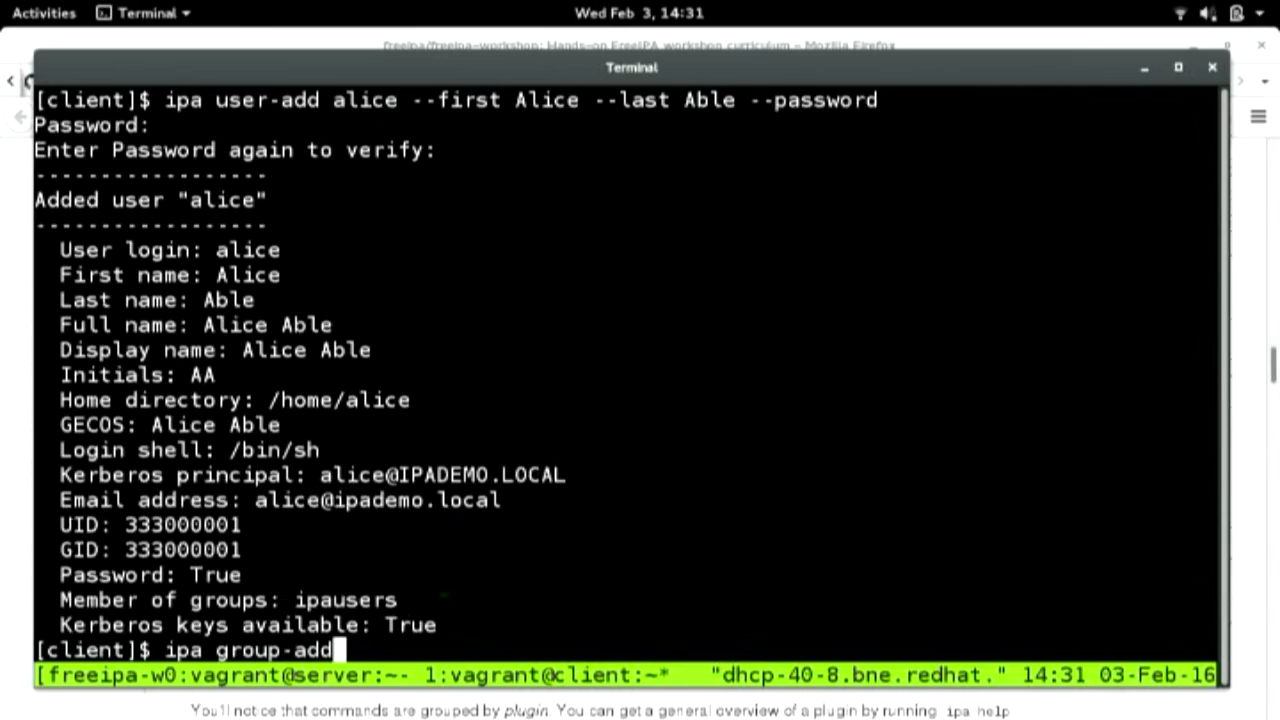 Activities Terminal Wed Feb 3, 14:31
freeipa/freeipa-workshop: Hands-on FreeIPA workshop curriculum - Mozilla Firefox
Terminal
[client]$ ipa user-add alice --first Alice --last Able --password
Password:
Enter Password again to verify:
------------------
Added user "alice"
------------------
User login: alice
First name: Alice
Last name: Able
Full name: Alice Able
Display name: Alice Able
Initials: AA
Home directory: /home/alice
GECOS: Alice Able
Login shell: /bin/sh
Kerberos principal: alice@IPADEMO.LOCAL
Email address: alice@ipademo.local
UID: 333000001
GID: 333000001
Password: True
Member of groups: ipausers
Kerberos keys available: True
[client]$ ipa group-add
[freeipa-w0:vagrant@server:~- 1:vagrant@client:~* "dhcp-40-8.bne.redhat." 14:31 03-Feb-16
You'll notice that commands are grouped by plugin. You can get a general overview of a plugin by running ipa help